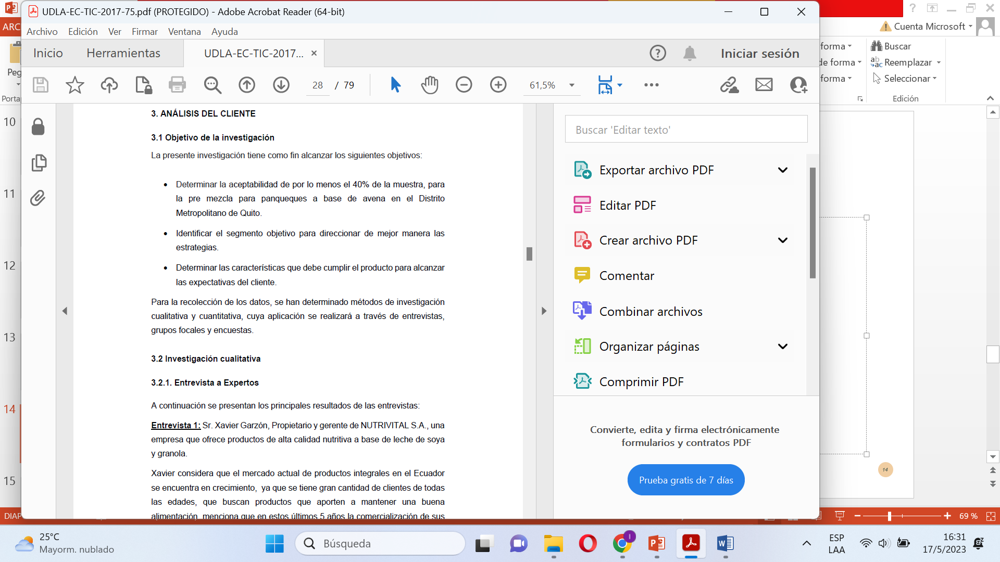 UDLA-EC-TIC-2017-75.pdf (PROTEGIDO) - Adobe Acrobat Reader (64-bit)
Archivo Edición Ver Firmar Ventana Ayuda
Inicio Herramientas UDLA-EC-TIC-2017... × Iniciar sesión
28 / 79 61,5%
3. ANÁLISIS DEL CLIENTE
3.1 Objetivo de la investigación
La presente investigación tiene como fin alcanzar los siguientes objetivos:
• Determinar la aceptabilidad de por lo menos el 40% de la muestra, para
la pre mezcla para panqueques a base de avena en el Distrito
Metropolitano de Quito.
• Identificar el segmento objetivo para direccionar de mejor manera las
estrategias.
• Determinar las características que debe cumplir el producto para alcanzar
las expectativas del cliente.
Para la recolección de los datos, se han determinado métodos de investigación
cualitativa y cuantitativa, cuya aplicación se realizará a través de entrevistas,
grupos focales y encuestas.
3.2 Investigación cualitativa
3.2.1. Entrevista a Expertos
A continuación se presentan los principales resultados de las entrevistas:
Entrevista 1: Sr. Xavier Garzón, Propietario y gerente de NUTRIVITAL S.A., una
empresa que ofrece productos de alta calidad nutritiva a base de leche de soya
y granola.
Xavier considera que el mercado actual de productos integrales en el Ecuador
se encuentra en crecimiento, ya que se tiene gran cantidad de clientes de todas
las edades, que buscan productos que aporten a mantener una buena
alimentación menciona que en estos últimos 5 años la comercialización de sus
Buscar 'Editar texto'
Exportar archivo PDF
Editar PDF
Crear archivo PDF
Comentar
Combinar archivos
Organizar páginas
Comprimir PDF
Convierte, edita y firma electrónicamente
formularios y contratos PDF
Prueba gratis de 7 días
ARC
Peg
Porta
10
11
12
13
14
15
DIAP
Cuenta Microsoft
forma Buscar
de forma Reemplazar
forma Seleccionar
Edición
14
69 %
25°C
Mayorm. nublado
Búsqueda
ESP
LAA
16:31
17/5/2023